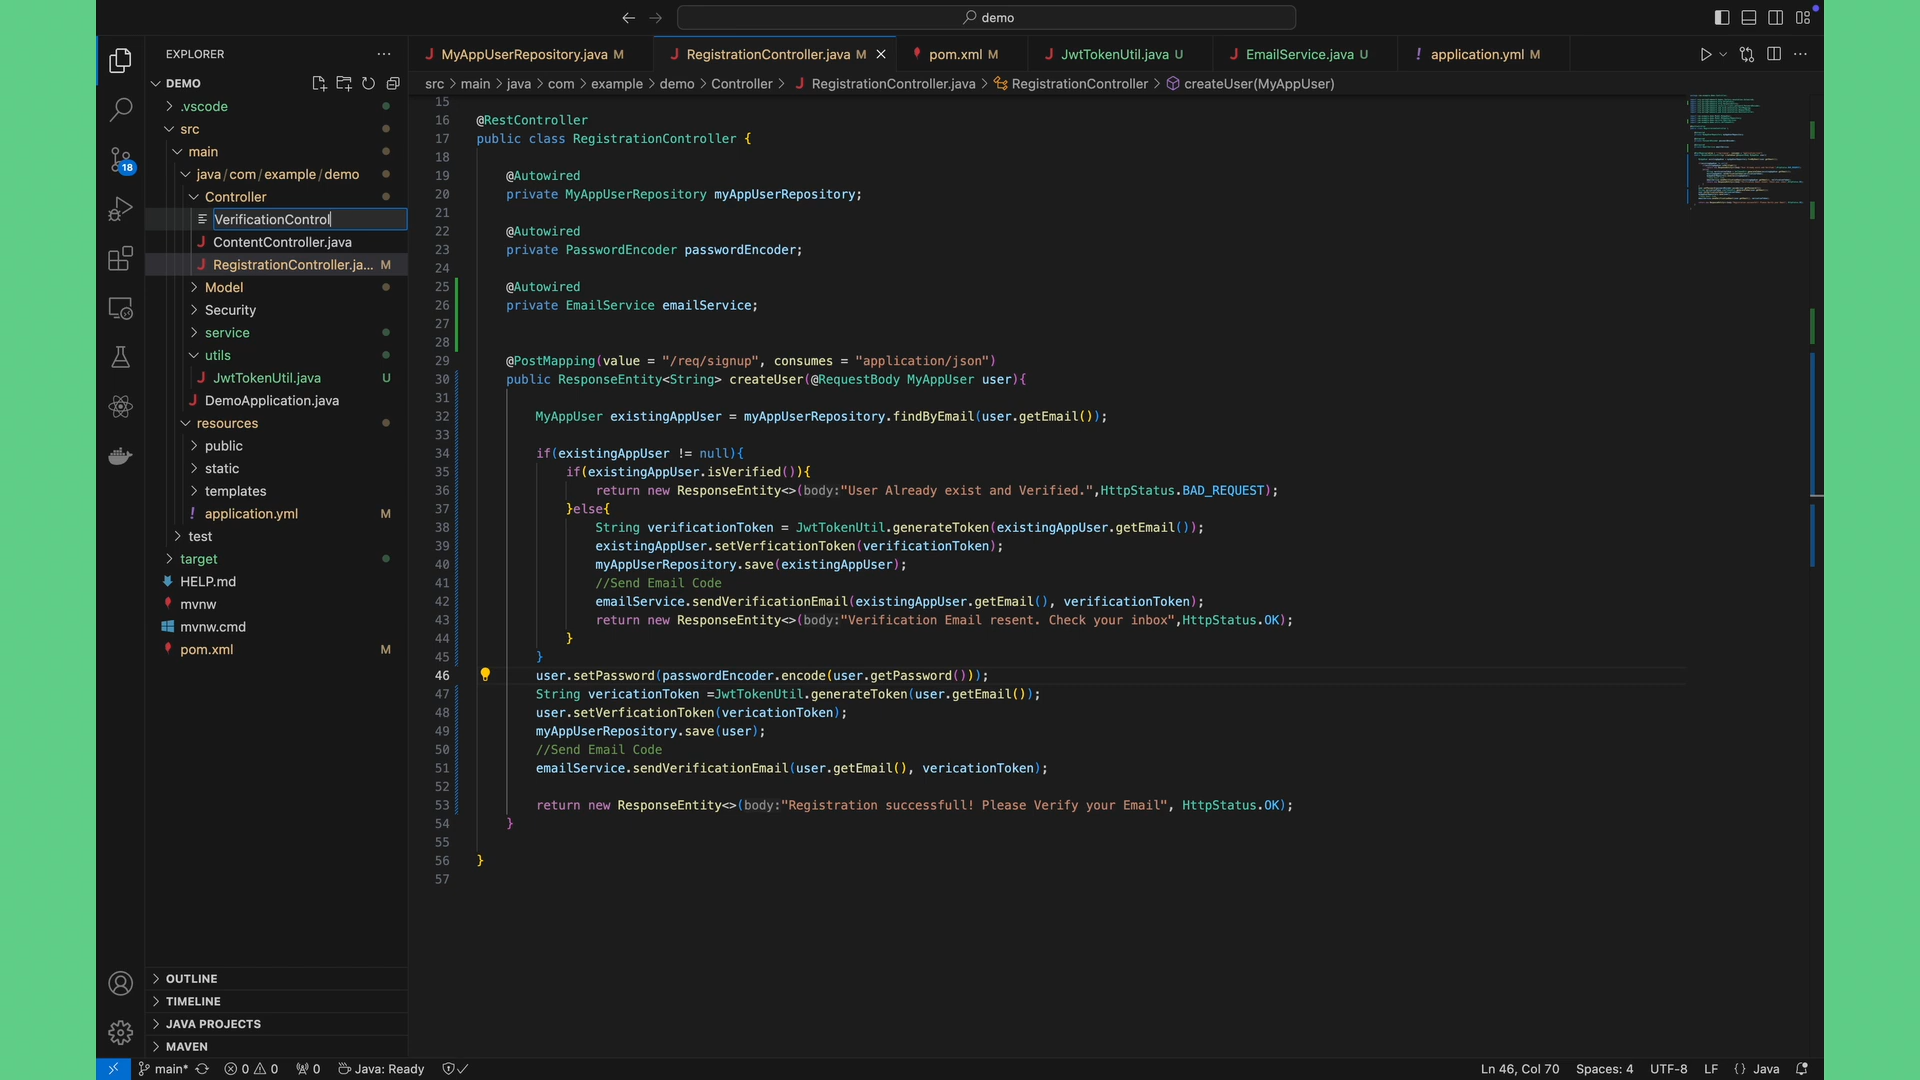 demo
EXPLORER
DEMO
.vscode
src
main
java/com/example/demo
Controller
VerificationControl
ContentController.java
RegistrationController.ja... M
Model
Security
service
utils
JwtTokenUtil.java U
DemoApplication.java
resources
public
static
templates
! application.yml M
test
target
HELP.md
mvnw
mvnw.cmd
pom.xml M
18
OUTLINE
TIMELINE
JAVA PROJECTS
MAVEN
MyAppUserRepository.java M
RegistrationController.java M
pom.xml M
JwtTokenUtil.java U
EmailService.java U
! application.yml M
src > main > java > com > example > demo > Controller > RegistrationController.java > RegistrationController > createUser(MyAppUser)
15
16 @RestController
17 public class RegistrationController {
18
19 @Autowired
20 private MyAppUserRepository myAppUserRepository;
21
22 @Autowired
23 private PasswordEncoder passwordEncoder;
24
25 @Autowired
26 private EmailService emailService;
27
28
29 @PostMapping(value = "/req/signup", consumes = "application/json")
30 public ResponseEntity<String> createUser(@RequestBody MyAppUser user){
31
32 MyAppUser existingAppUser = myAppUserRepository.findByEmail(user.getEmail());
33
34 if(existingAppUser != null){
35 if(existingAppUser.isVerified()){
36 return new ResponseEntity<>(body:"User Already exist and Verified.",HttpStatus.BAD_REQUEST);
37 }else{
38 String verificationToken = JwtTokenUtil.generateToken(existingAppUser.getEmail());
39 existingAppUser.setVerficationToken(verificationToken);
40 myAppUserRepository.save(existingAppUser);
41 //Send Email Code
42 emailService.sendVerificationEmail(existingAppUser.getEmail(), verificationToken);
43 return new ResponseEntity<>(body:"Verification Email resent. Check your inbox",HttpStatus.OK);
44 }
45 }
46 user.setPassword(passwordEncoder.encode(user.getPassword()));
47 String vericationToken =JwtTokenUtil.generateToken(user.getEmail());
48 user.setVerficationToken(vericationToken);
49 myAppUserRepository.save(user);
50 //Send Email Code
51 emailService.sendVerificationEmail(user.getEmail(), vericationToken);
52
53 return new ResponseEntity<>(body:"Registration successfull! Please Verify your Email", HttpStatus.OK);
54 }
55
56 }
57
main* 0 0 0 Java: Ready
Ln 46, Col 70 Spaces: 4 UTF-8 LF {} Java